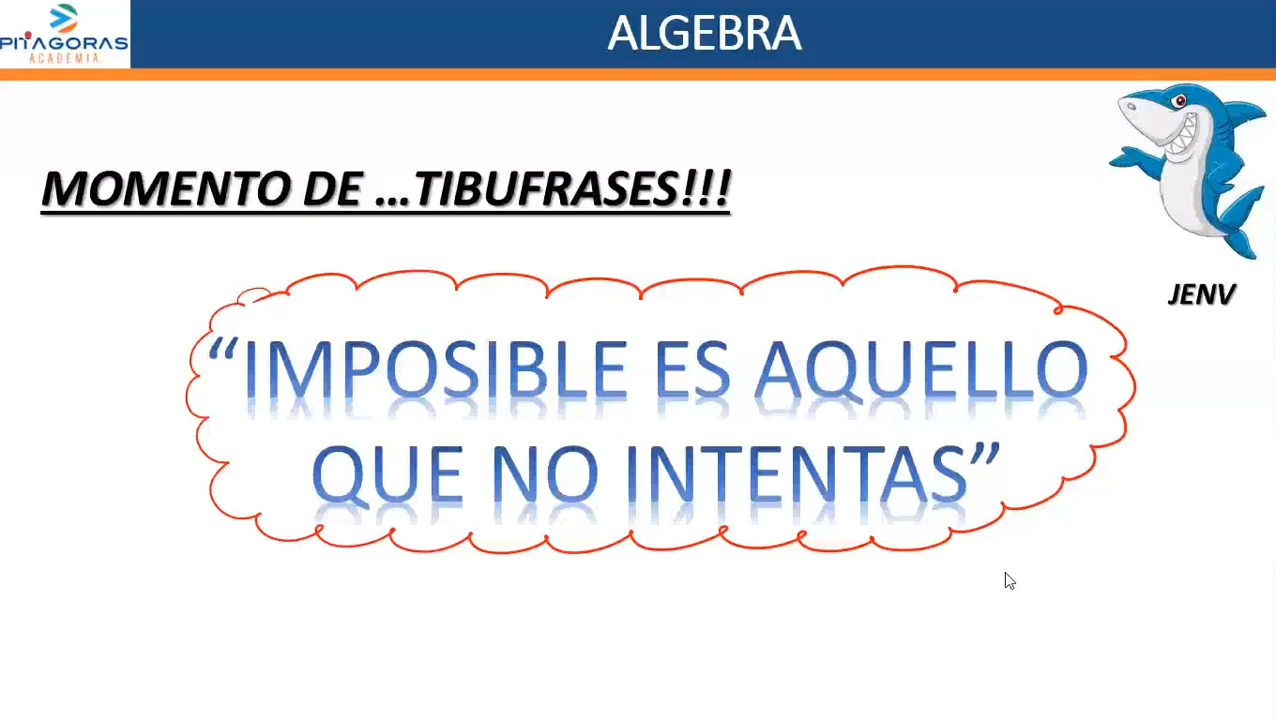 PITAGORAS
ACADEMIA.
ALGEBRA
MOMENTO DE ...TIBUFRASES!!!
JENV
“IMPOSIBLE ES AQUELLO
QUE NO INTENTAS”